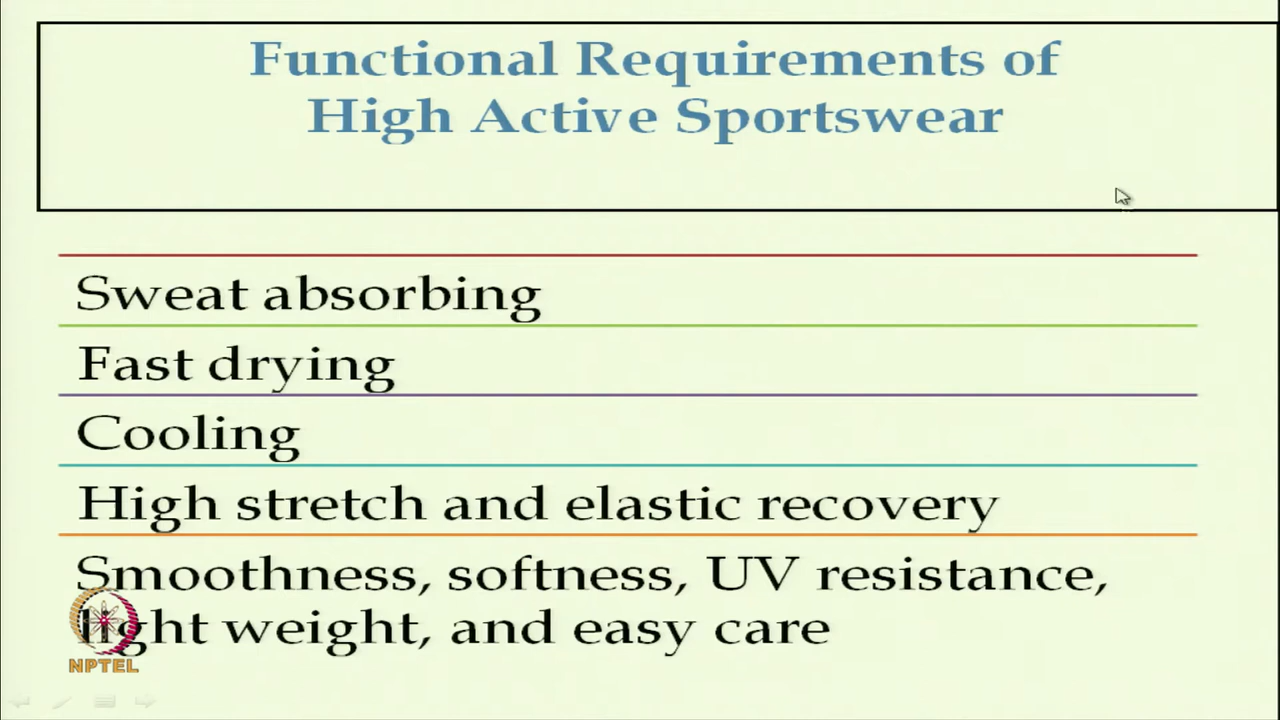 Functional Requirements of
High Active Sportswear
Sweat absorbing
Fast drying
Cooling
High stretch and elastic recovery
Smoothness, softness, UV resistance,
light weight, and easy care
NPTEL